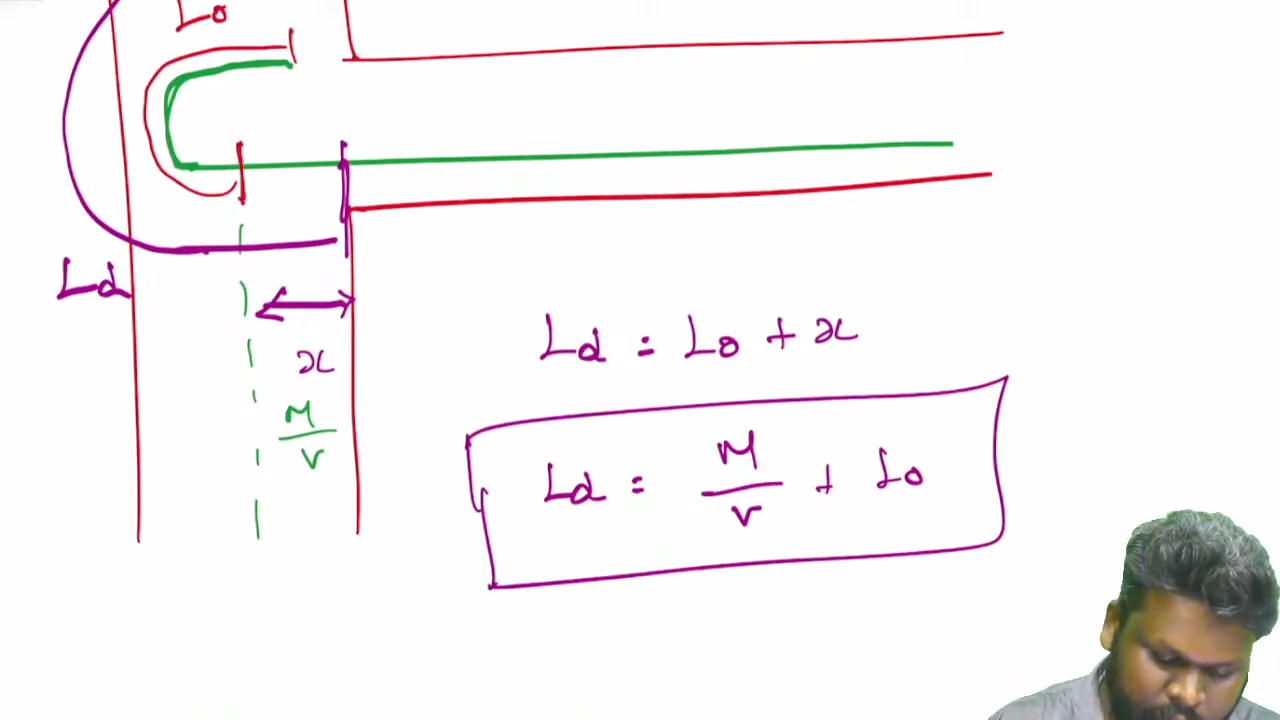 Lo
Ld
x
M
v
Ld = Lo + x
Ld = M/v + Lo